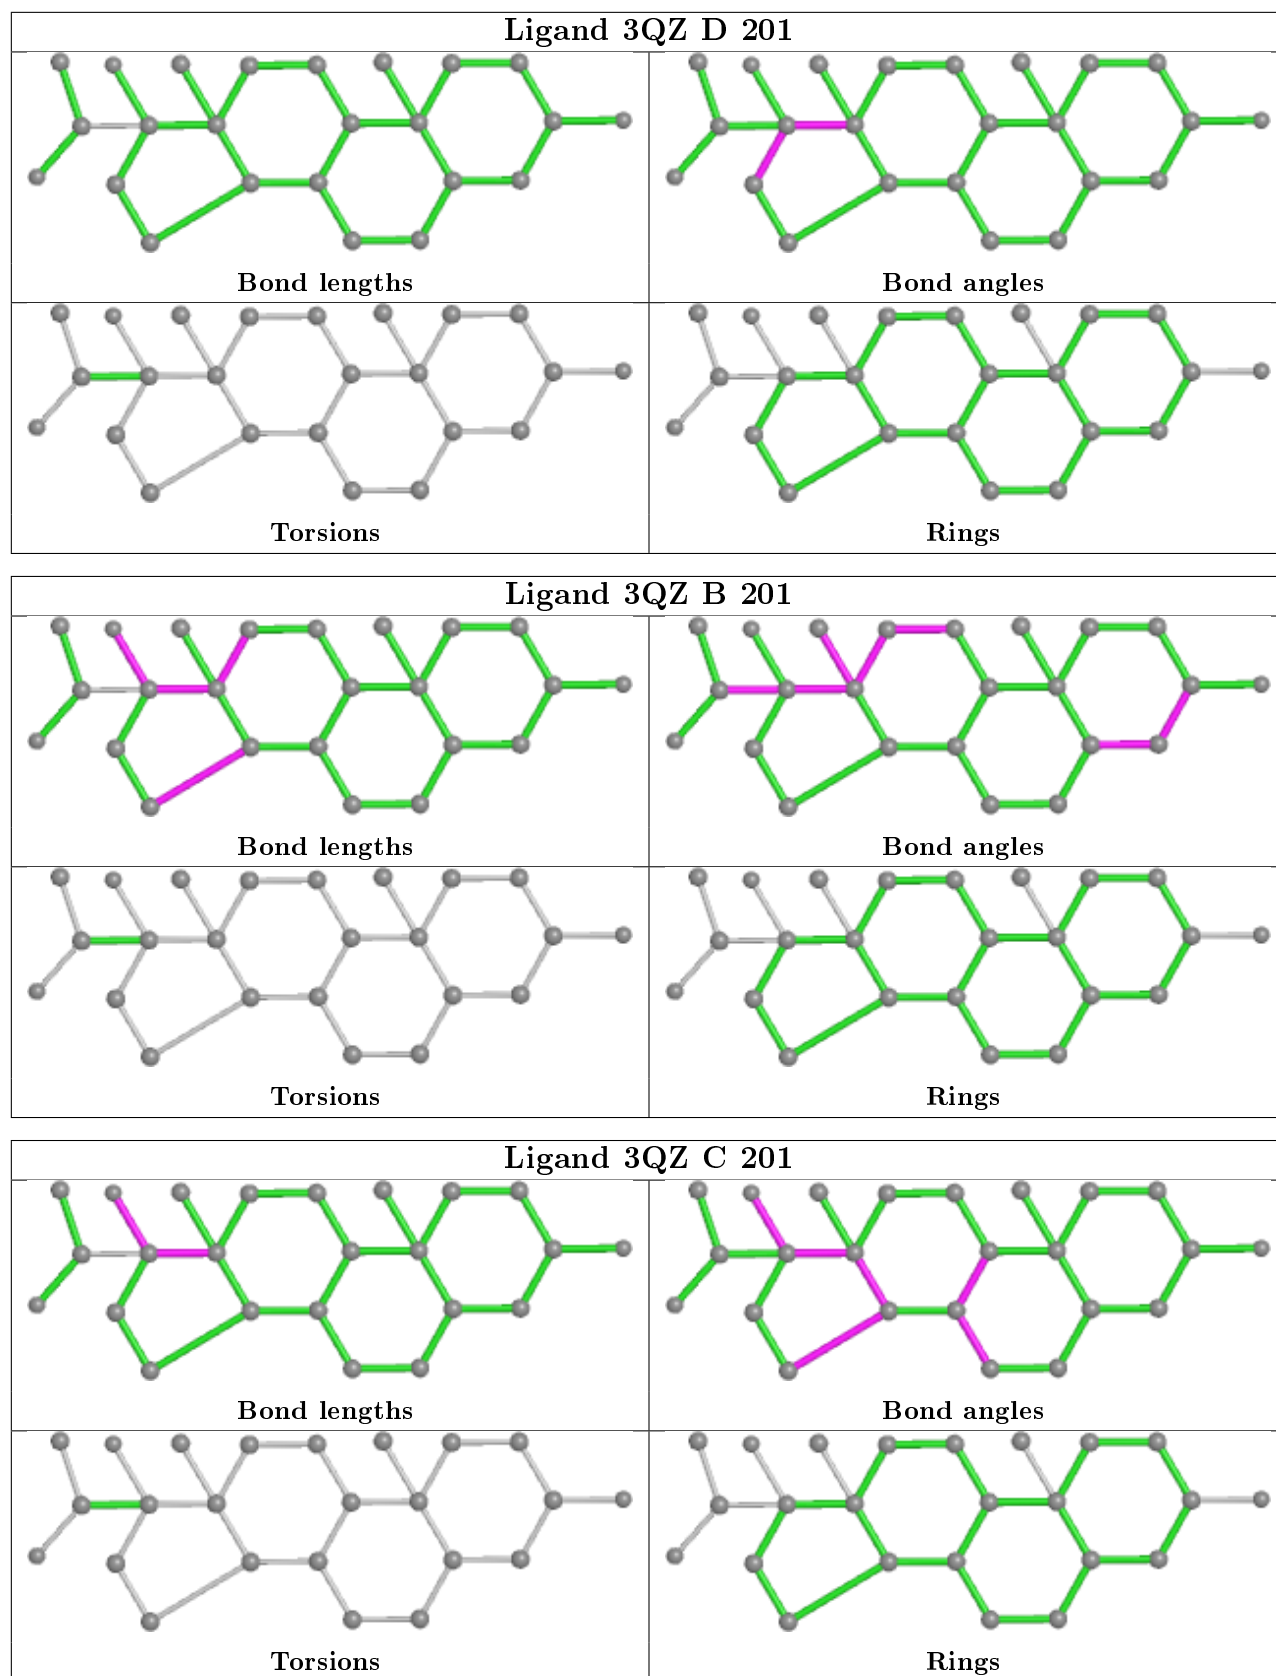 Ligand 3QZ D 201
Bond lengths
Bond angles
Torsions
Rings
Ligand 3QZ B 201
Bond lengths
Bond angles
Torsions
Rings
Ligand 3QZ C 201
Bond lengths
Bond angles
Torsions
Rings